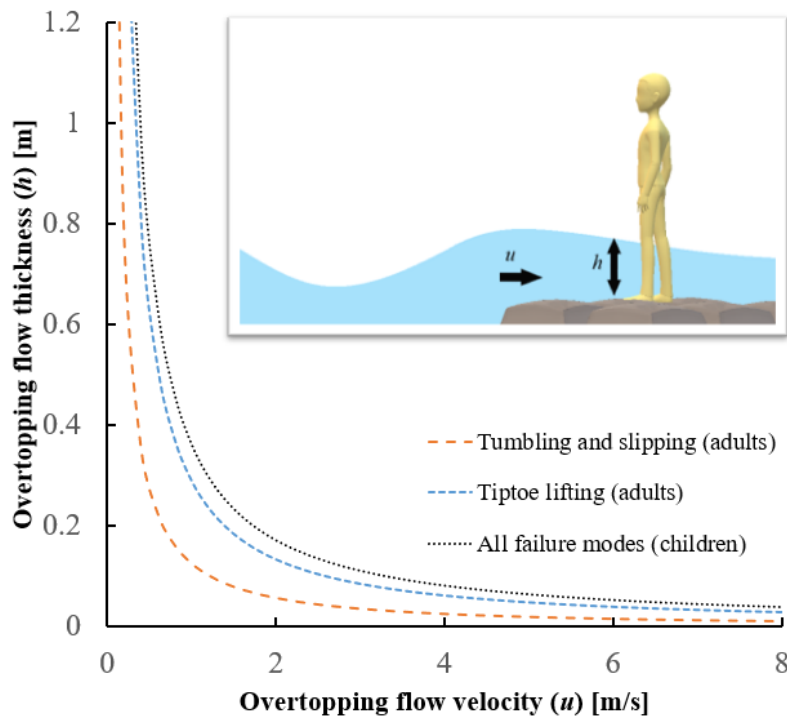 1.2
1
0.8
0.6
0.4
0.2
0
Overtopping flow thickness (h) [m]
u
h
Tumbling and slipping (adults)
Tiptoe lifting (adults)
All failure modes (children)
0 2 4 6 8
Overtopping flow velocity (u) [m/s]